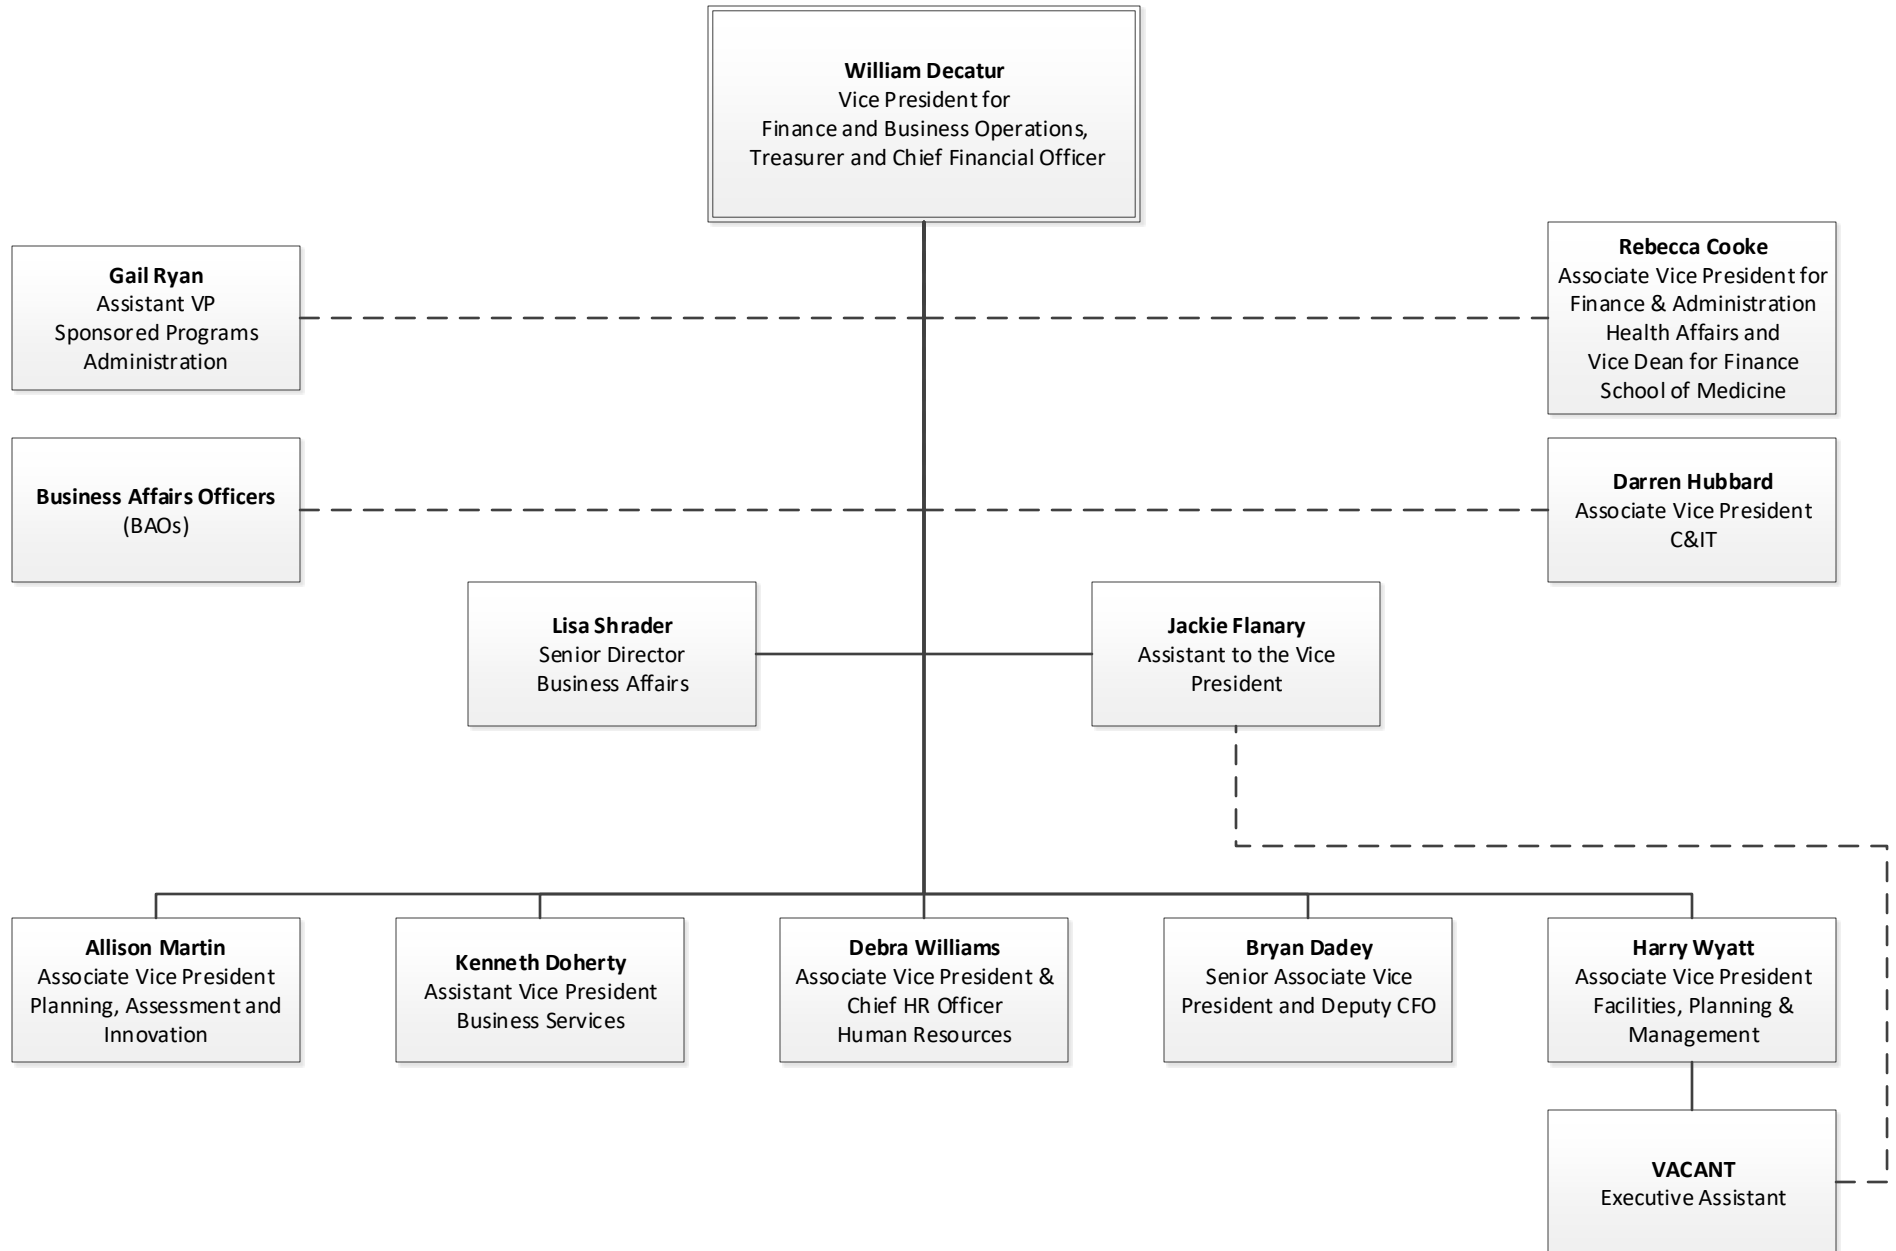 William Decatur
Vice President for
Finance and Business Operations,
Treasurer and Chief Financial Officer
Gail Ryan
Assistant VP
Sponsored Programs
Administration
Rebecca Cooke
Associate Vice President for
Finance & Administration
Health Affairs and
Vice Dean for Finance
School of Medicine
Business Affairs Officers
(BAOs)
Darren Hubbard
Associate Vice President
C&IT
Lisa Shrader
Senior Director
Business Affairs
Jackie Flanary
Assistant to the Vice
President
Allison Martin
Associate Vice President
Planning, Assessment and
Innovation
Kenneth Doherty
Assistant Vice President
Business Services
Debra Williams
Associate Vice President &
Chief HR Officer
Human Resources
Bryan Dadey
Senior Associate Vice
President and Deputy CFO
Harry Wyatt
Associate Vice President
Facilities, Planning &
Management
VACANT
Executive Assistant